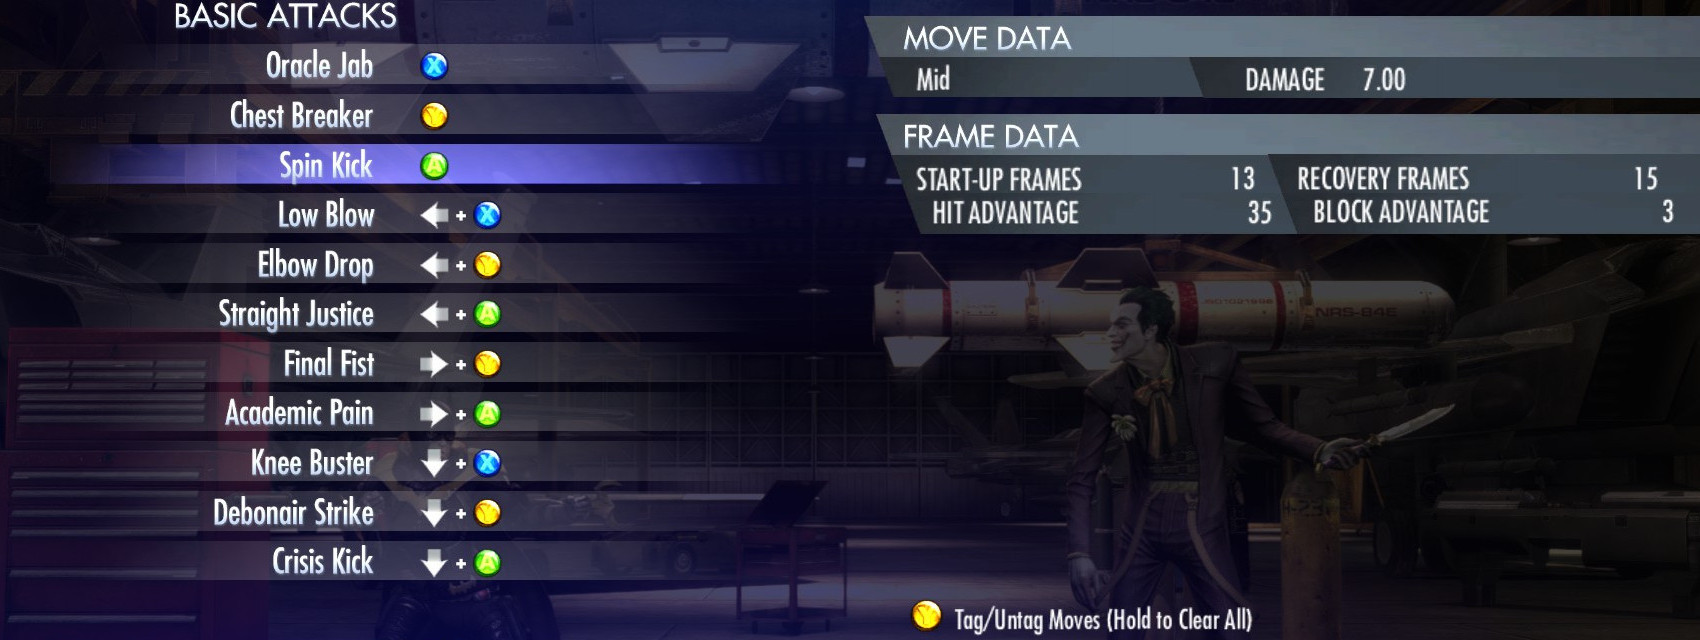 BASIC ATTACKS
Oracle Jab X
Chest Breaker Y
Spin Kick A
Low Blow + X
Elbow Drop + Y
Straight Justice + A
Final Fist + Y
Academic Pain + A
Knee Buster + X
Debonair Strike + Y
Crisis Kick + A
MOVE DATA
Mid DAMAGE 7.00
FRAME DATA
START-UP FRAMES 13 RECOVERY FRAMES 15
HIT ADVANTAGE 35 BLOCK ADVANTAGE 3
NRS-84E
Y Tag/Untag Moves (Hold to Clear All)